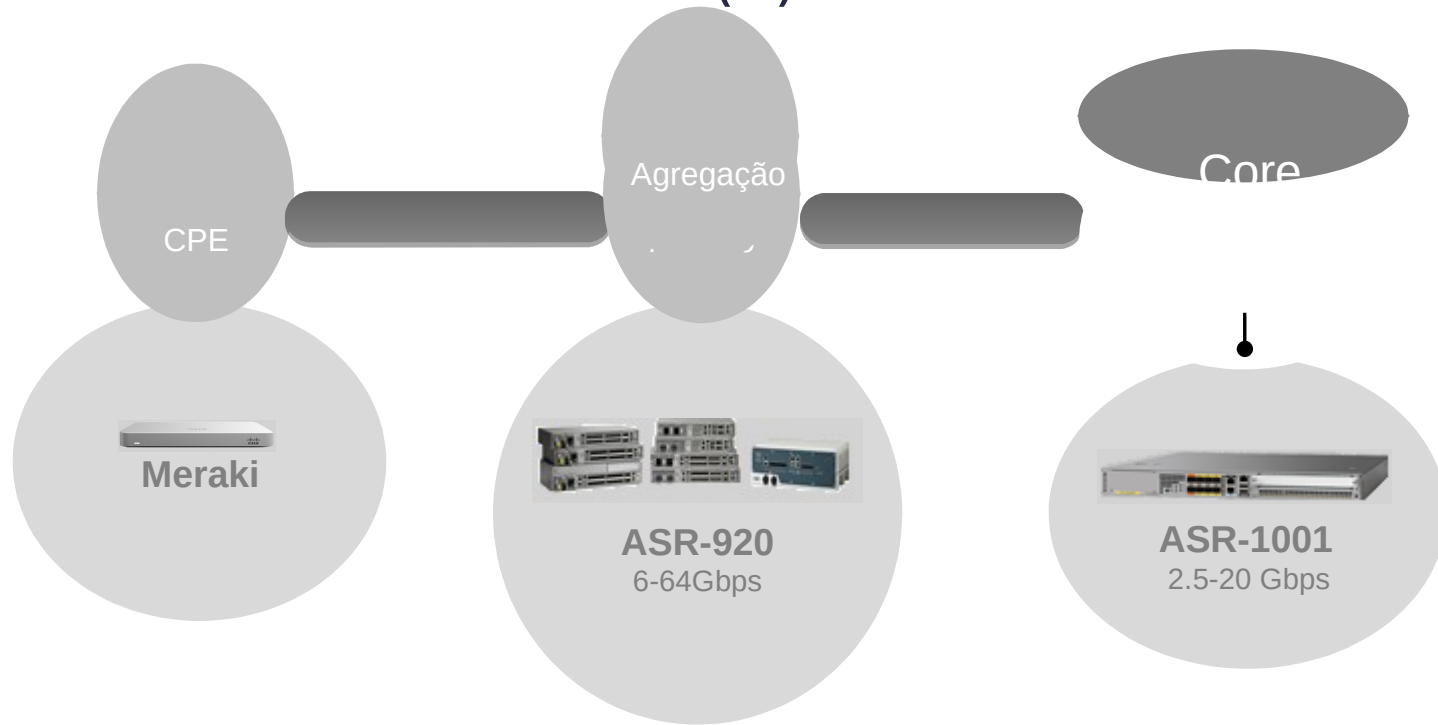 Agregação
Core
CPE
Meraki
ASR-920
6-64Gbps
ASR-1001
2.5-20 Gbps